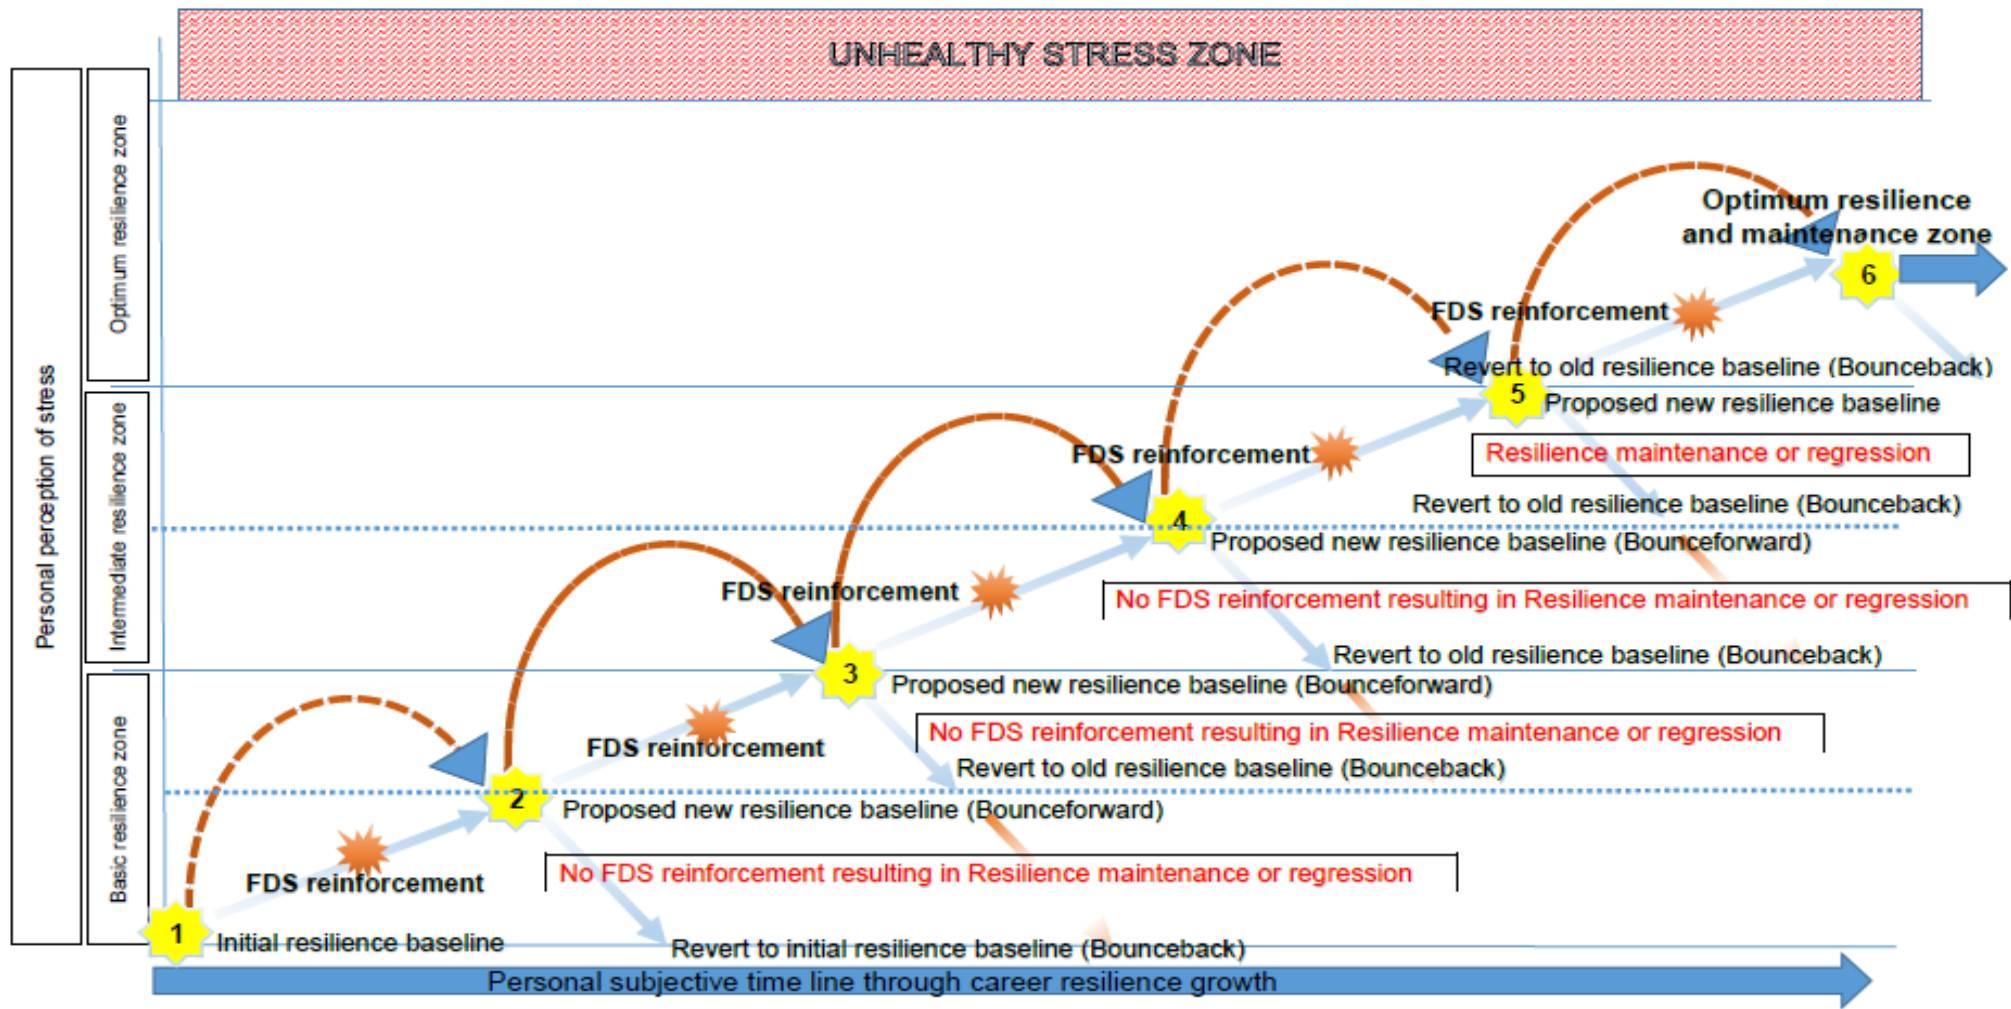 UNHEALTHY STRESS ZONE
Personal perception of stress
Optimum resilience zone
Intermediate resilience zone
Basic resilience zone
Optimum resilience
and maintenance zone
6
FDS reinforcement
Revert to old resilience baseline (Bounceback)
5
Proposed new resilience baseline
Resilience maintenance or regression
FDS reinforcement
Revert to old resilience baseline (Bounceback)
4
Proposed new resilience baseline (Bounceforward)
FDS reinforcement
No FDS reinforcement resulting in Resilience maintenance or regression
Revert to old resilience baseline (Bounceback)
3
Proposed new resilience baseline (Bounceforward)
No FDS reinforcement resulting in Resilience maintenance or regression
FDS reinforcement
Revert to old resilience baseline (Bounceback)
2
Proposed new resilience baseline (Bounceforward)
No FDS reinforcement resulting in Resilience maintenance or regression
FDS reinforcement
1
Initial resilience baseline
Revert to initial resilience baseline (Bounceback)
Personal subjective time line through career resilience growth